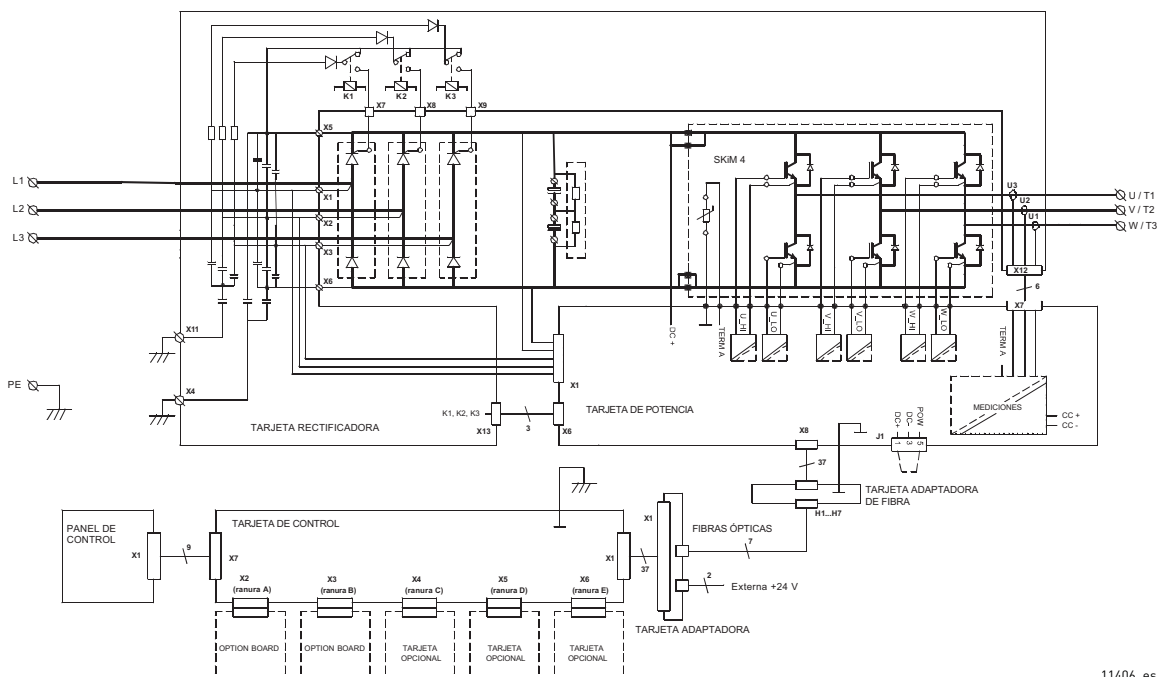 K1 K2 K3
X7 X8 X9
X5
SKiM 4
L1
X1
L2
X2
L3
X3
X6
U3
U2
U1
U / T1
V / T2
W / T3
X12
6
X7
X11
PE
X4
DC +
TERM A
U_HI
U_LO
V_HI
V_LO
W_HI
W_LO
TERM A
X1
MEDICIONES
CC +
CC -
K1, K2, K3
3
X13
X6
TARJETA RECTIFICADORA
TARJETA DE POTENCIA
X8
37
J1
DC+
DC-
POW
1
3
5
TARJETA ADAPTADORA
DE FIBRA
H1...H7
PANEL DE
CONTROL
X1
9
X7
TARJETA DE CONTROL
X1
37
X1
FIBRAS ÓPTICAS
7
2
Externa +24 V
TARJETA ADAPTADORA
X2
(ranura A)
X3
(ranura B)
X4
(ranura C)
X5
(ranura D)
X6
(ranura E)
OPTION BOARD
OPTION BOARD
TARJETA
OPCIONAL
TARJETA
OPCIONAL
TARJETA
OPCIONAL
11406_es